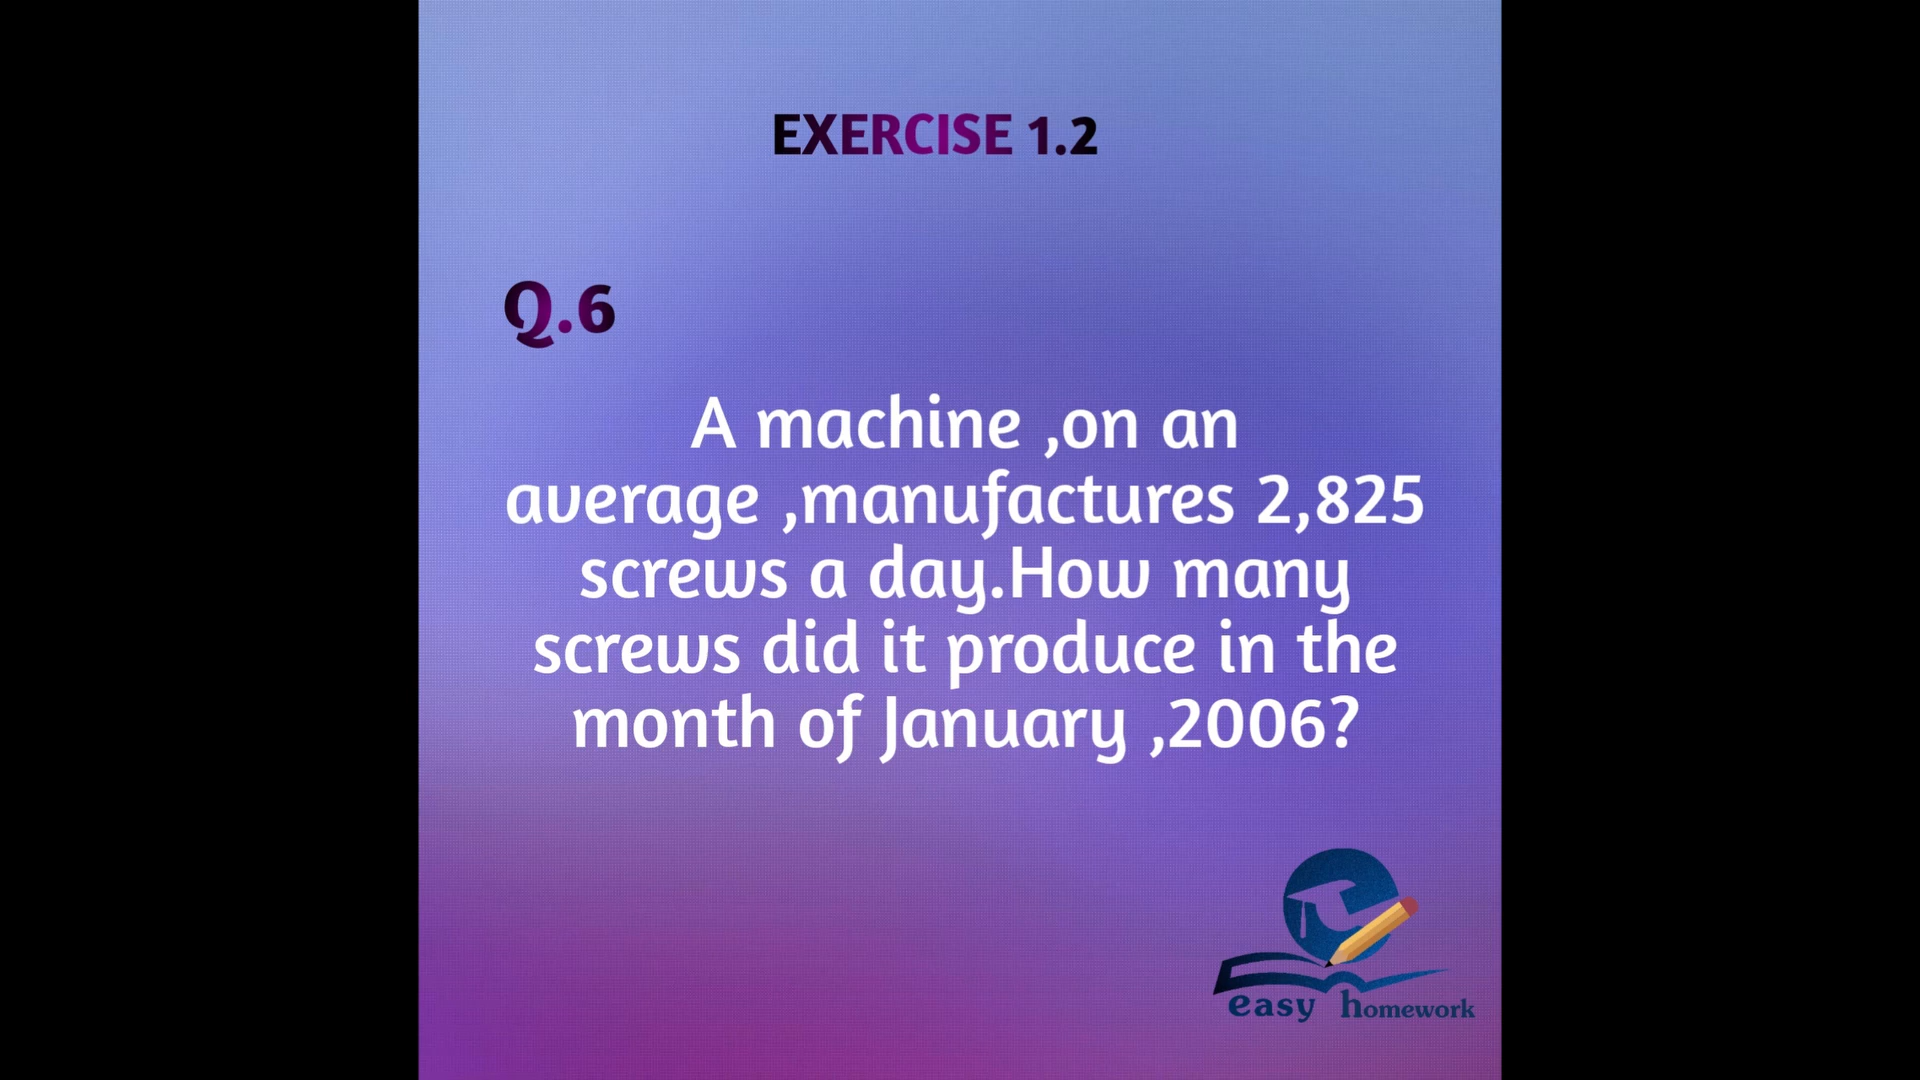 EXERCISE 1.2
Q.6
A machine ,on an
average ,manufactures 2,825
screws a day.How many
screws did it produce in the
month of January ,2006?
easy homework